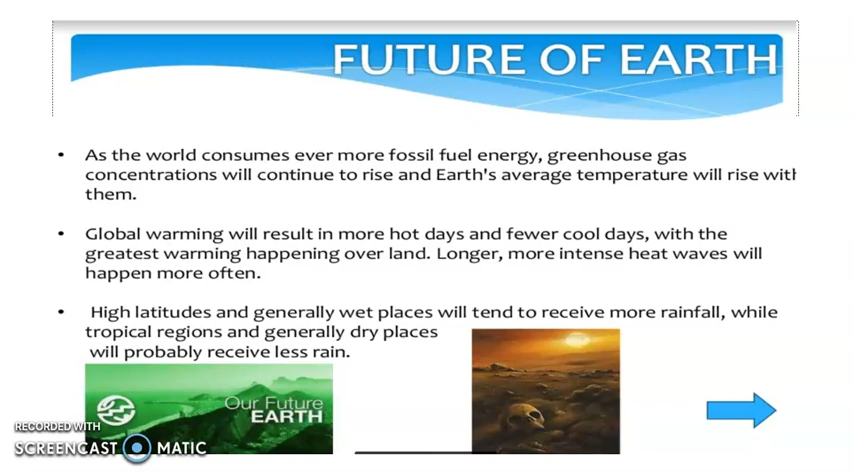 FUTURE OF EARTH
• As the world consumes ever more fossil fuel energy, greenhouse gas
concentrations will continue to rise and Earth's average temperature will rise with
them.
• Global warming will result in more hot days and fewer cool days, with the
greatest warming happening over land. Longer, more intense heat waves will
happen more often.
• High latitudes and generally wet places will tend to receive more rainfall, while
tropical regions and generally dry places
will probably receive less rain.
Our Future
EARTH
RECORDED WITH
SCREENCAST MATIC